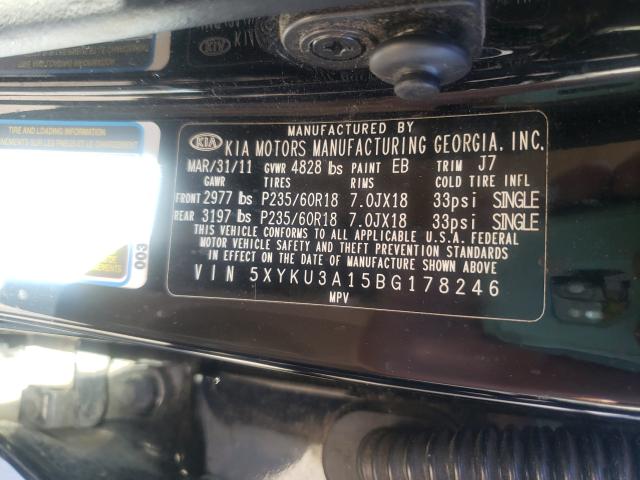 MANUFACTURED BY
KIA KIA MOTORS MANUFACTURING GEORGIA. INC.
MAR/31/11 GVWR 4828 lbs PAINT EB TRIM J7
GAWR TIRES RIMS COLD TIRE INFL
FRONT 2977 lbs P235/60R18 7.0JX18 33psi SINGLE
REAR 3197 lbs P235/60R18 7.0JX18 33psi SINGLE
THIS VEHICLE CONFORMS TO ALL APPLICABLE U.S.A. FEDERAL
MOTOR VEHICLE SAFETY AND THEFT PREVENTION STANDARDS
IN EFFECT ON THE DATE OF MANUFACTURE SHOWN ABOVE.
VIN 5XYKU3A15BG178246
MPV
TIRE AND LOADING INFORMATION
003